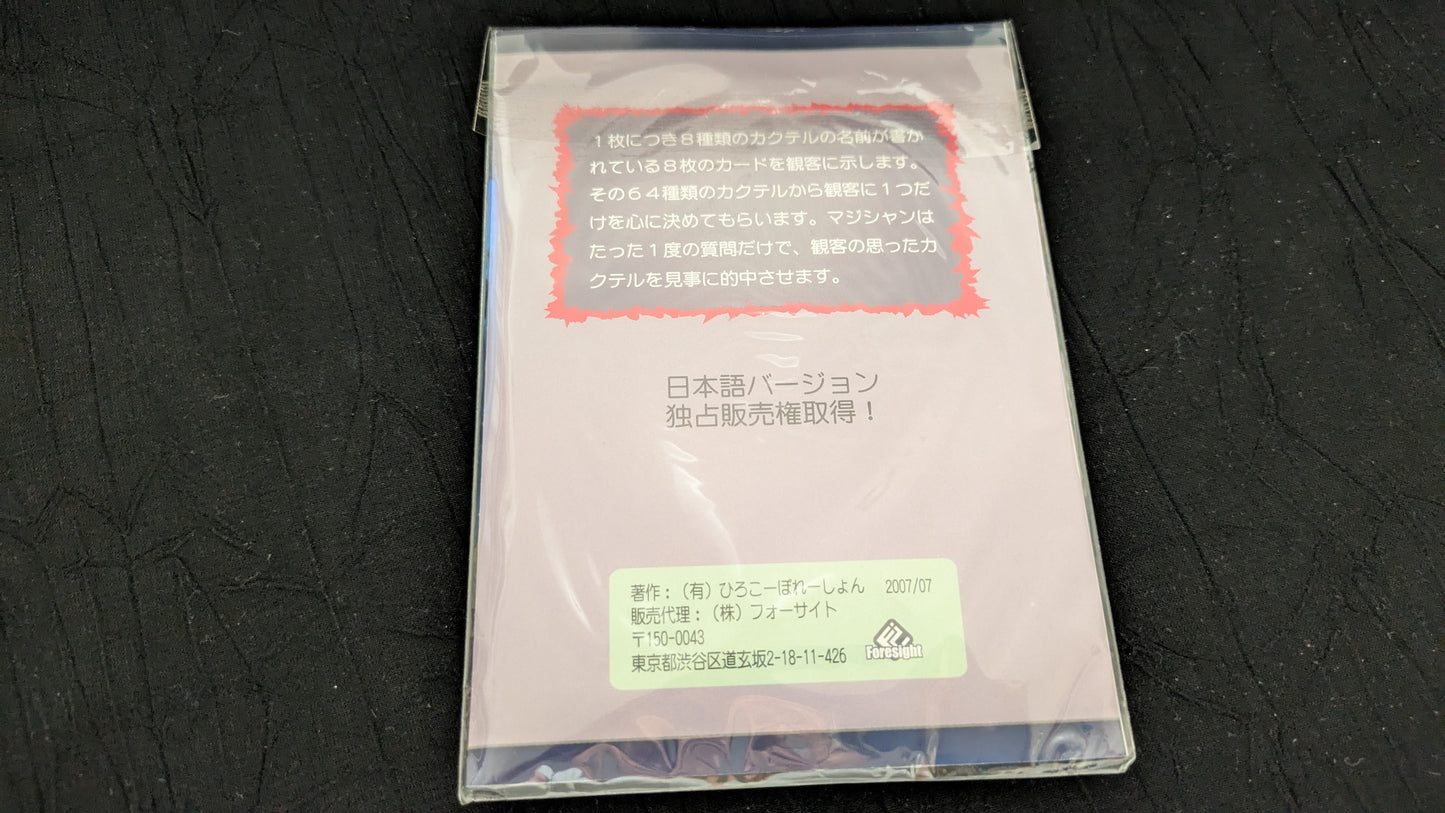 １枚につき８種類のカクテルの名前が書か
れている８枚のカードを観客に示します。
その６４種類のカクテルから観客に１つだ
けを心に決めてもらいます。マジシャンは
たった１度の質問だけで、観客の思ったカ
クテルを見事に的中させます。
日本語バージョン
独占販売権取得！
著作：（有）ひろこーぽれーしょん 2007/07
販売代理：（株）フォーサイト
〒150-0043
東京都渋谷区道玄坂2-18-11-426
Foresight